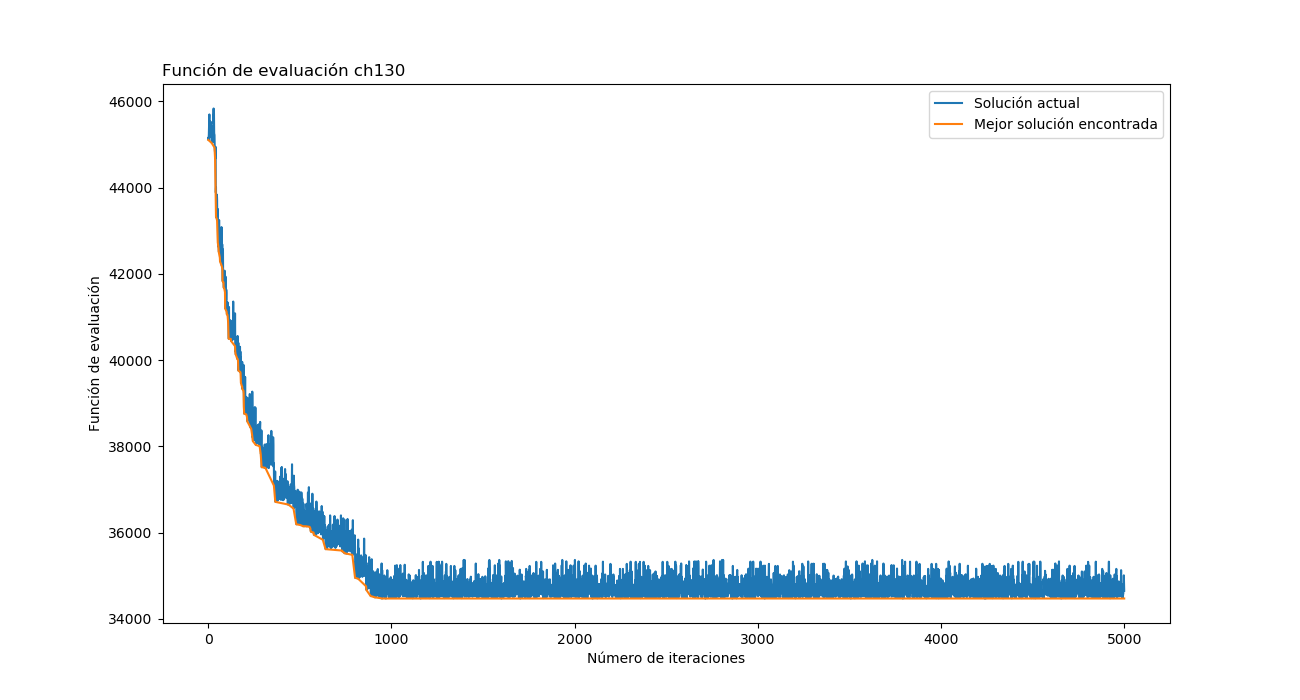 Función de evaluación ch130
Solución actual
Mejor solución encontrada
46000
44000
42000
40000
38000
36000
34000
Función de evaluación
0
1000
2000
3000
4000
5000
Número de iteraciones